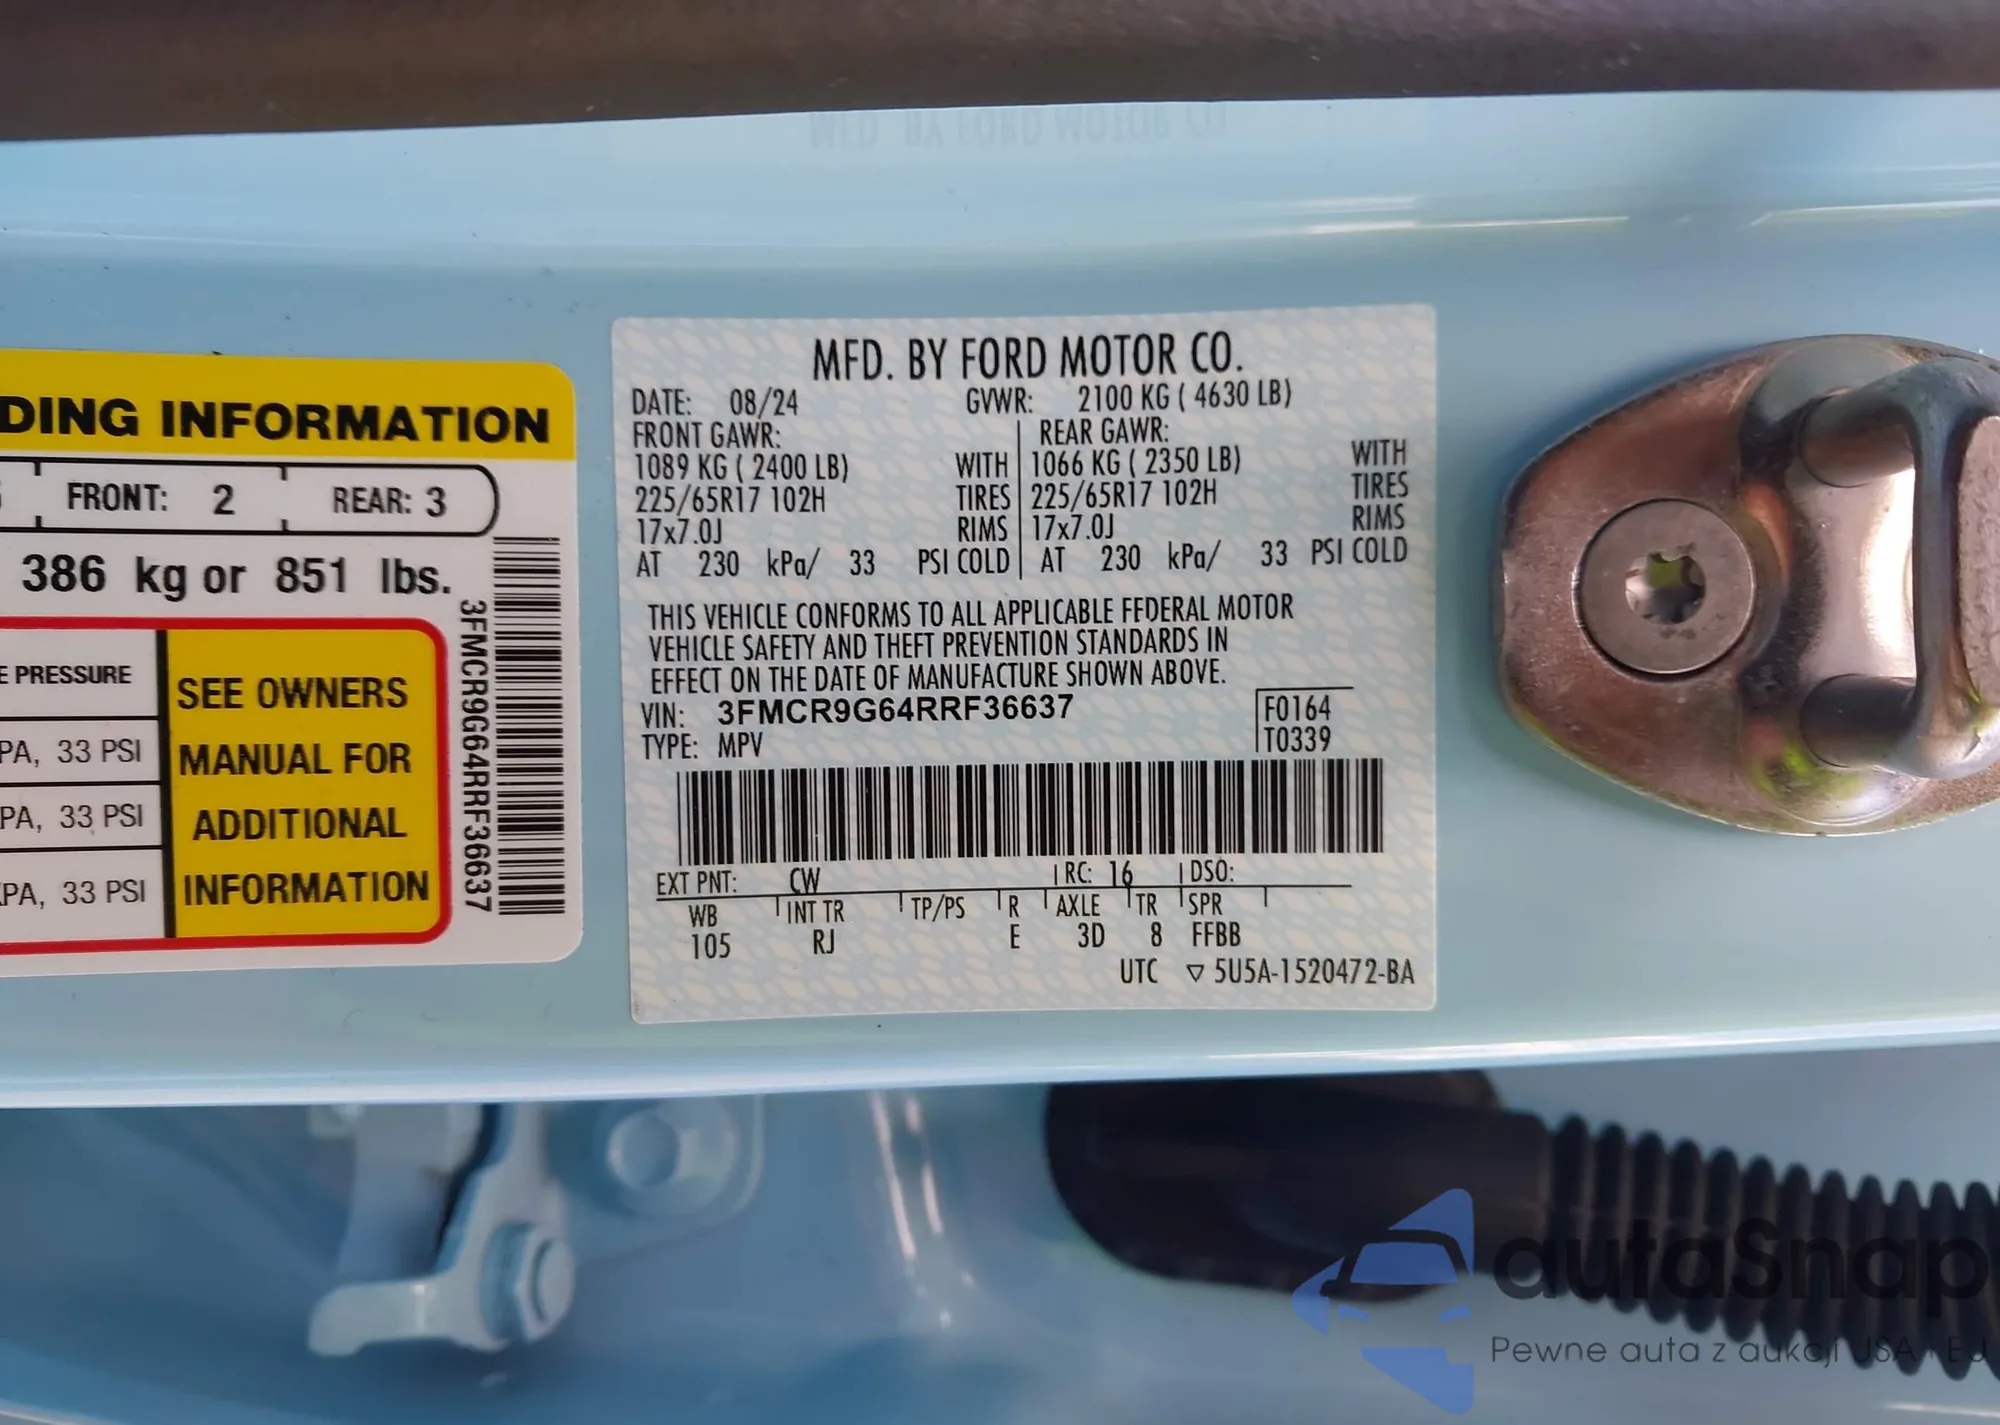 MFD. BY FORD MOTOR CO.
DATE: 08/24 GVWR: 2100 KG ( 4630 LB)
FRONT GAWR: REAR GAWR:
1089 KG ( 2400 LB) WITH 1066 KG ( 2350 LB) WITH
225/65R17 102H TIRES 225/65R17 102H TIRES
17x7.0J RIMS 17x7.0J RIMS
AT 230 kPa/ 33 PSI COLD AT 230 kPa/ 33 PSI COLD
THIS VEHICLE CONFORMS TO ALL APPLICABLE FEDERAL MOTOR
VEHICLE SAFETY AND THEFT PREVENTION STANDARDS IN
EFFECT ON THE DATE OF MANUFACTURE SHOWN ABOVE.
VIN: 3FMCR9G64RRF36637 F0164
TYPE: MPV T0339
EXT PNT: CW RC: 16 DSO:
WB INT TR TP/PS R AXLE TR SPR
105 RJ E 3D 8 FFBB
UTC ▽ 5U5A-1520472-BA
DING INFORMATION
FRONT: 2 REAR: 3
386 kg or 851 lbs.
E PRESSURE
PA, 33 PSI
PA, 33 PSI
PA, 33 PSI
SEE OWNERS
MANUAL FOR
ADDITIONAL
INFORMATION
3FMCR9G64RRF36637
autaSnap
Pewne auta z aukcji USA i EU